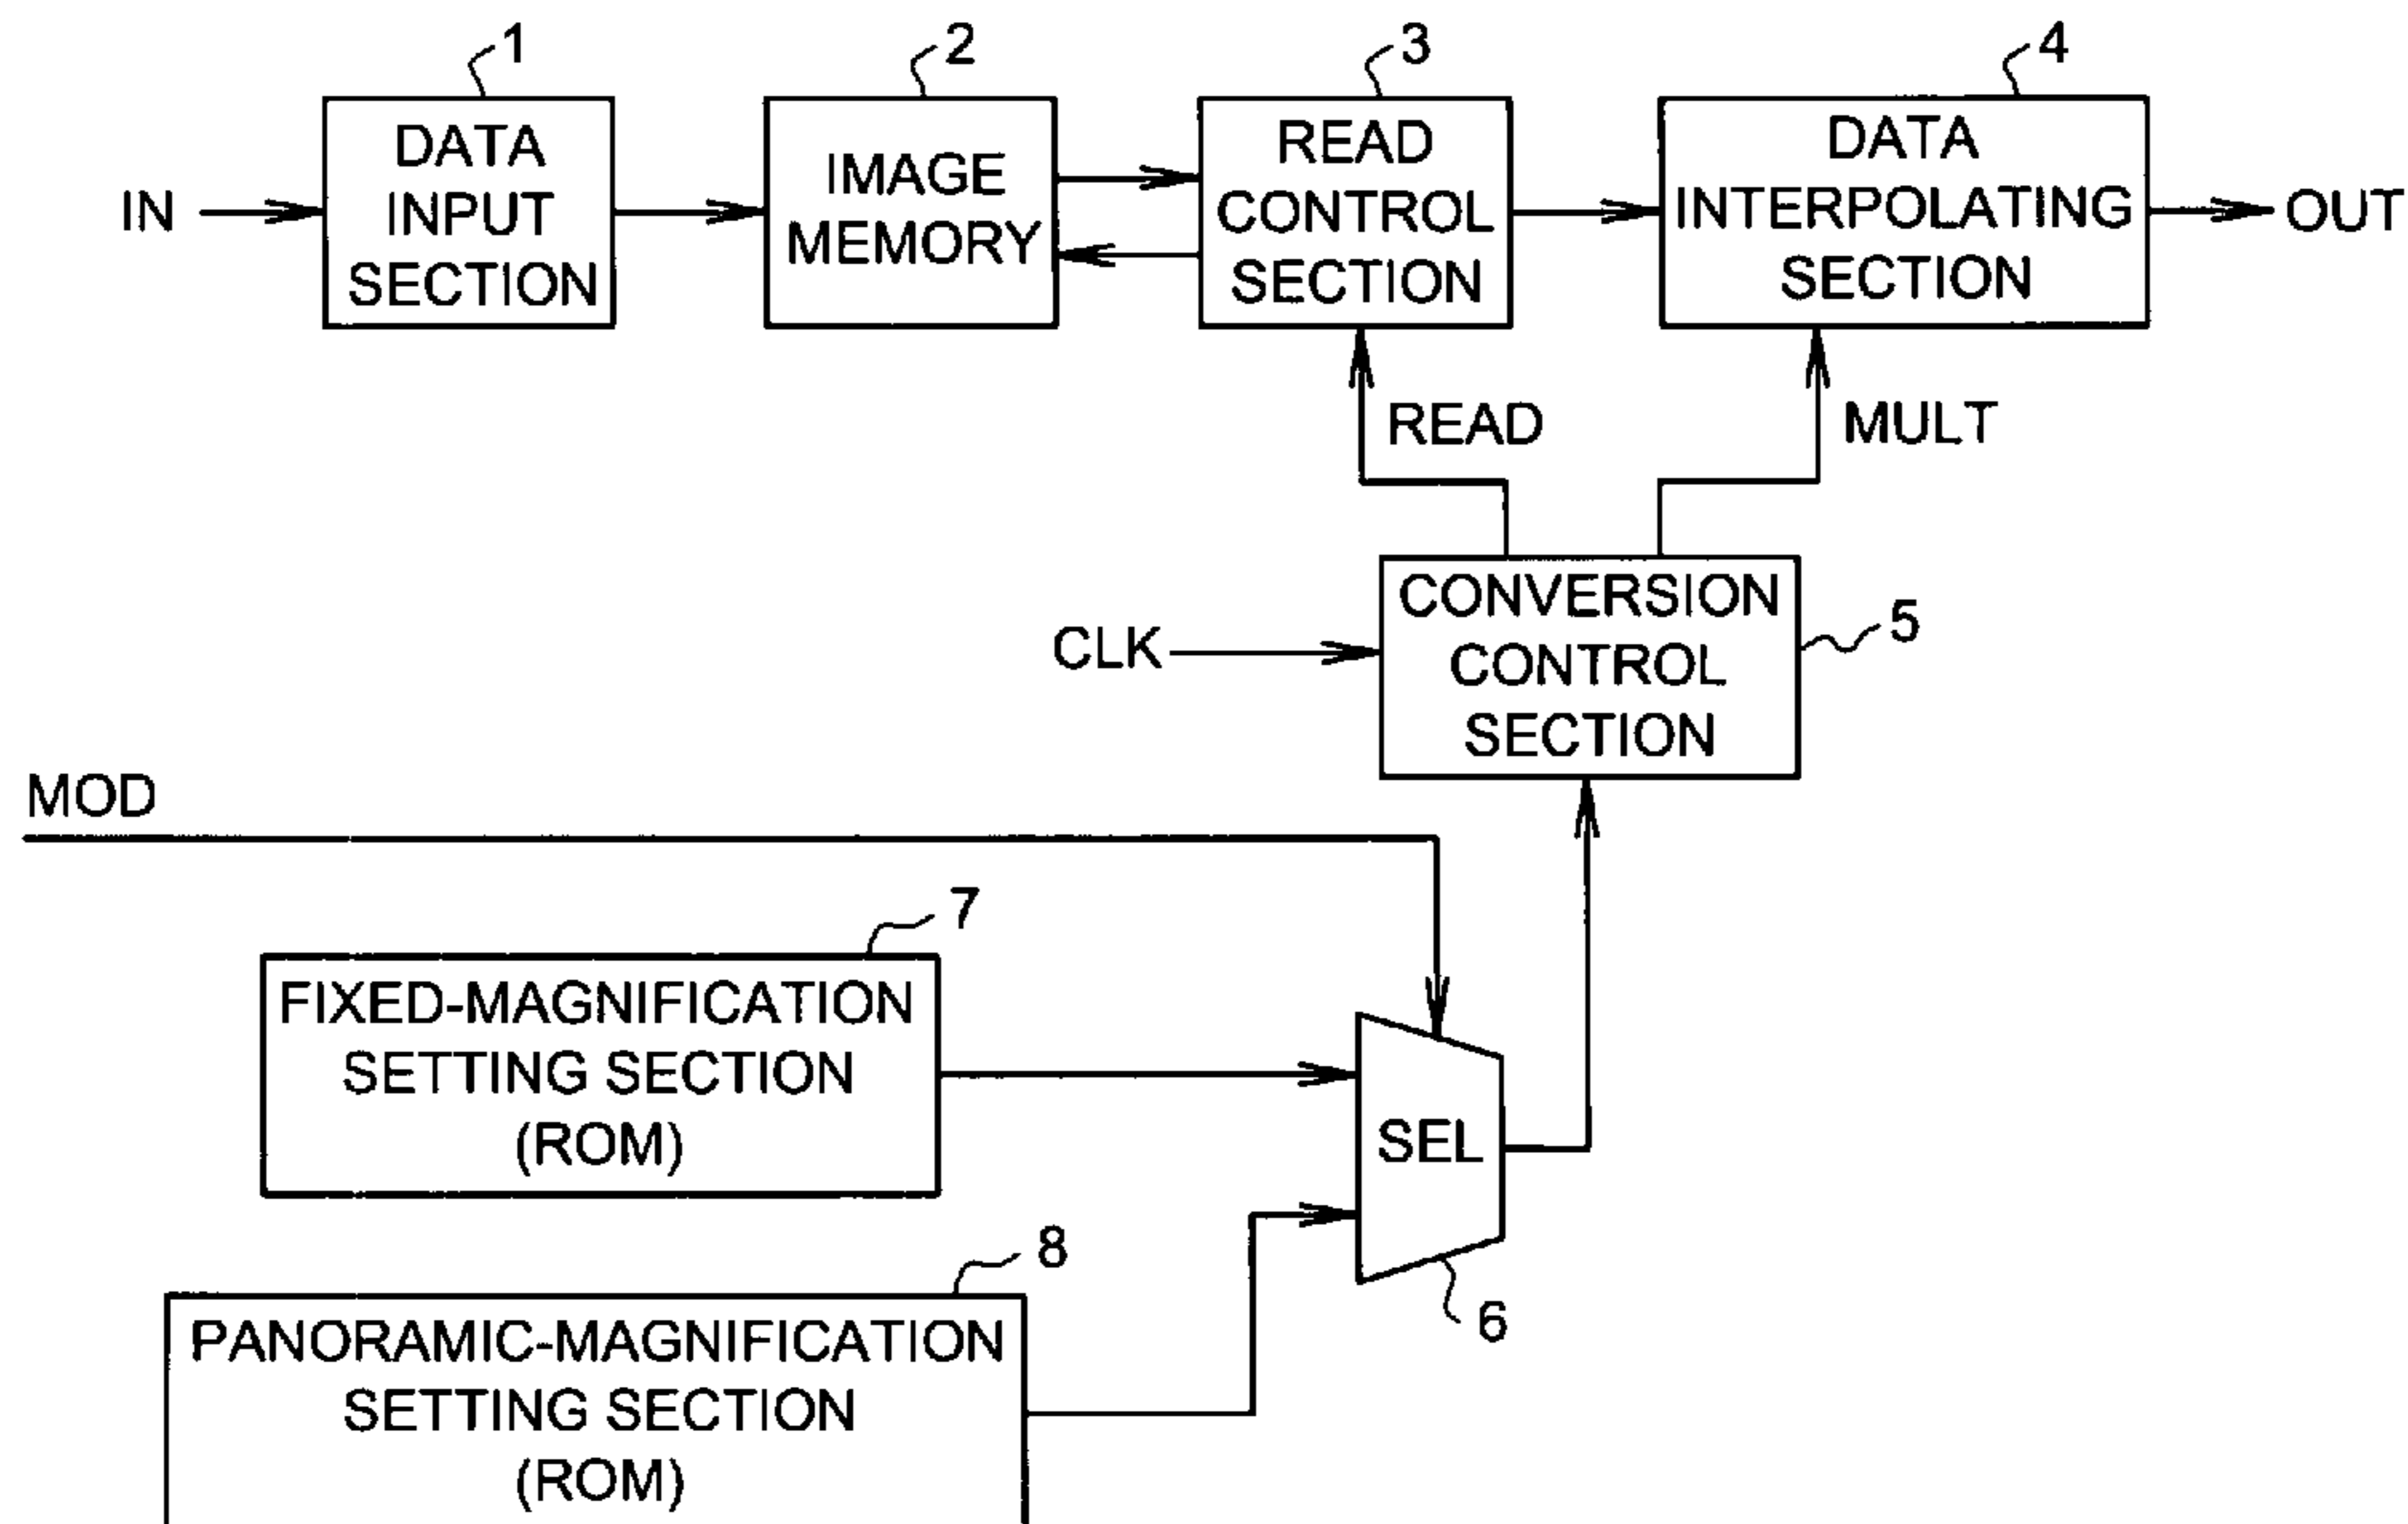 1
2
3
4
IN
DATA
INPUT
SECTION
IMAGE
MEMORY
READ
CONTROL
SECTION
DATA
INTERPOLATING
SECTION
OUT
READ
MULT
CLK
CONVERSION
CONTROL
SECTION
5
MOD
7
FIXED-MAGNIFICATION
SETTING SECTION
(ROM)
SEL
6
8
PANORAMIC-MAGNIFICATION
SETTING SECTION
(ROM)